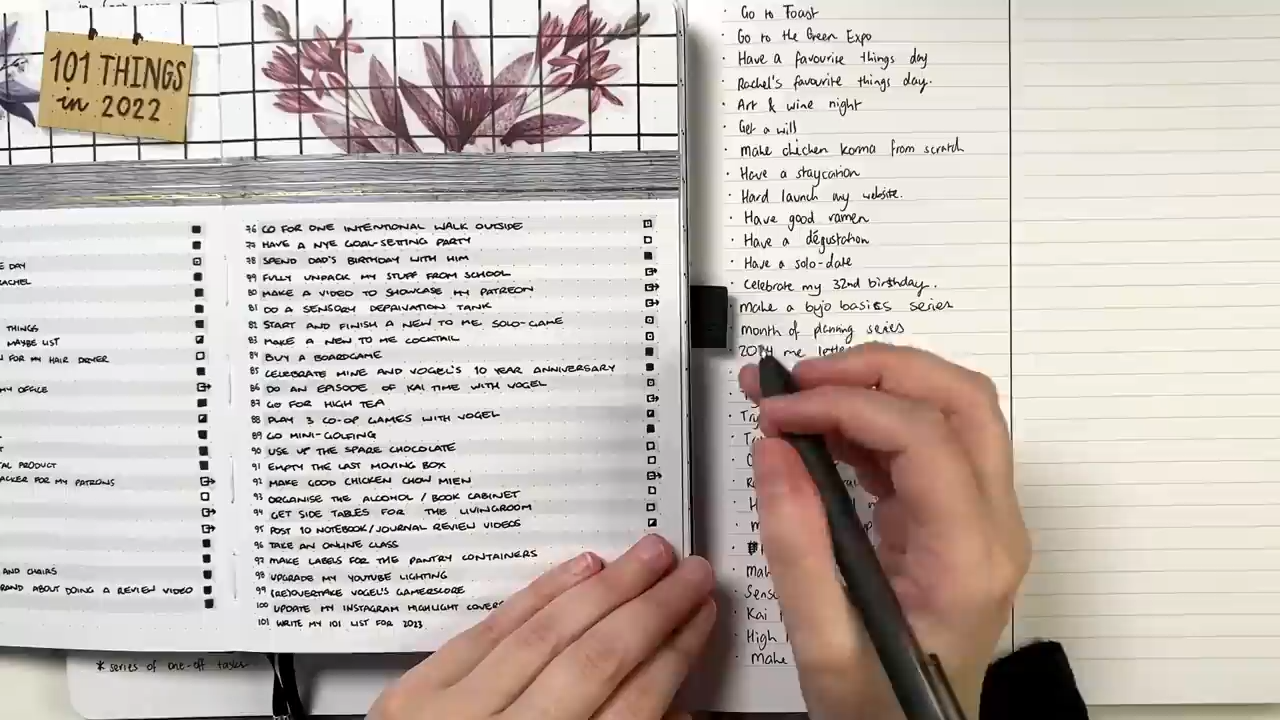 101 THINGS
in 2022
E DAY
RACHEL
THINGS
MAYBE LIST
N FOR MY HAIR DRYER
MY OFFICE
AL PRODUCT
ACKER FOR MY PATRONS
AND CHAIRS
RAND ABOUT DOING A REVIEW VIDEO
76 GO FOR ONE INTENTIONAL WALK OUTSIDE
77 HAVE A NYE GOAL-SETTING PARTY
78 SPEND DAD'S BIRTHDAY WITH HIM
99 FULLY UNPACK MY STUFF FROM SCHOOL
80 MAKE A VIDEO TO SHOWCASE MY PATREON
81 DO A SENSORY DEPRIVATION TANK
82 START AND FINISH A NEW TO ME SOLO-GAME
83 MAKE A NEW TO ME COCKTAIL
84 BUY A BOARDGAME
85 CELEBRATE MINE AND VOGEL'S 10 YEAR ANNIVERSARY
86 DO AN EPISODE OF KAI TIME WITH VOGEL
87 GO FOR HIGH TEA
88 PLAY 3 CO-OP GAMES WITH VOGEL
89 GO MINI-GOLFING
90 USE UP THE SPARE CHOCOLATE
91 EMPTY THE LAST MOVING BOX
92 MAKE GOOD CHICKEN CHOW MIEN
93 ORGANISE THE ALCOHOL / BOOK CABINET
94 GET SIDE TABLES FOR THE LIVINGROOM
95 POST 10 NOTEBOOK/JOURNAL REVIEW VIDEOS
96 TAKE AN ONLINE CLASS
97 MAKE LABELS FOR THE PANTRY CONTAINERS
98 UPGRADE MY YOUTUBE LIGHTING
99 (RE)OVERTAKE VOGEL'S GAMERSCORE
100 UPDATE MY INSTAGRAM HIGHLIGHT COVERS
101 WRITE MY 101 LIST FOR 2023
* series of one-off tasks
· Go to Toast
· Go to the Green Expo
· Have a favourite things day
· Rachel's favourite things day.
· Art & wine night
· Get a will
· Make chicken korma from scratch
· Have a staycation
· Hard launch my website.
· Have good ramen
· Have a dégustation
· Have a solo-date
· Celebrate my 32nd birthday.
· make a bujo basics series
· month of planning series
me
Try
Kai
High
· Make